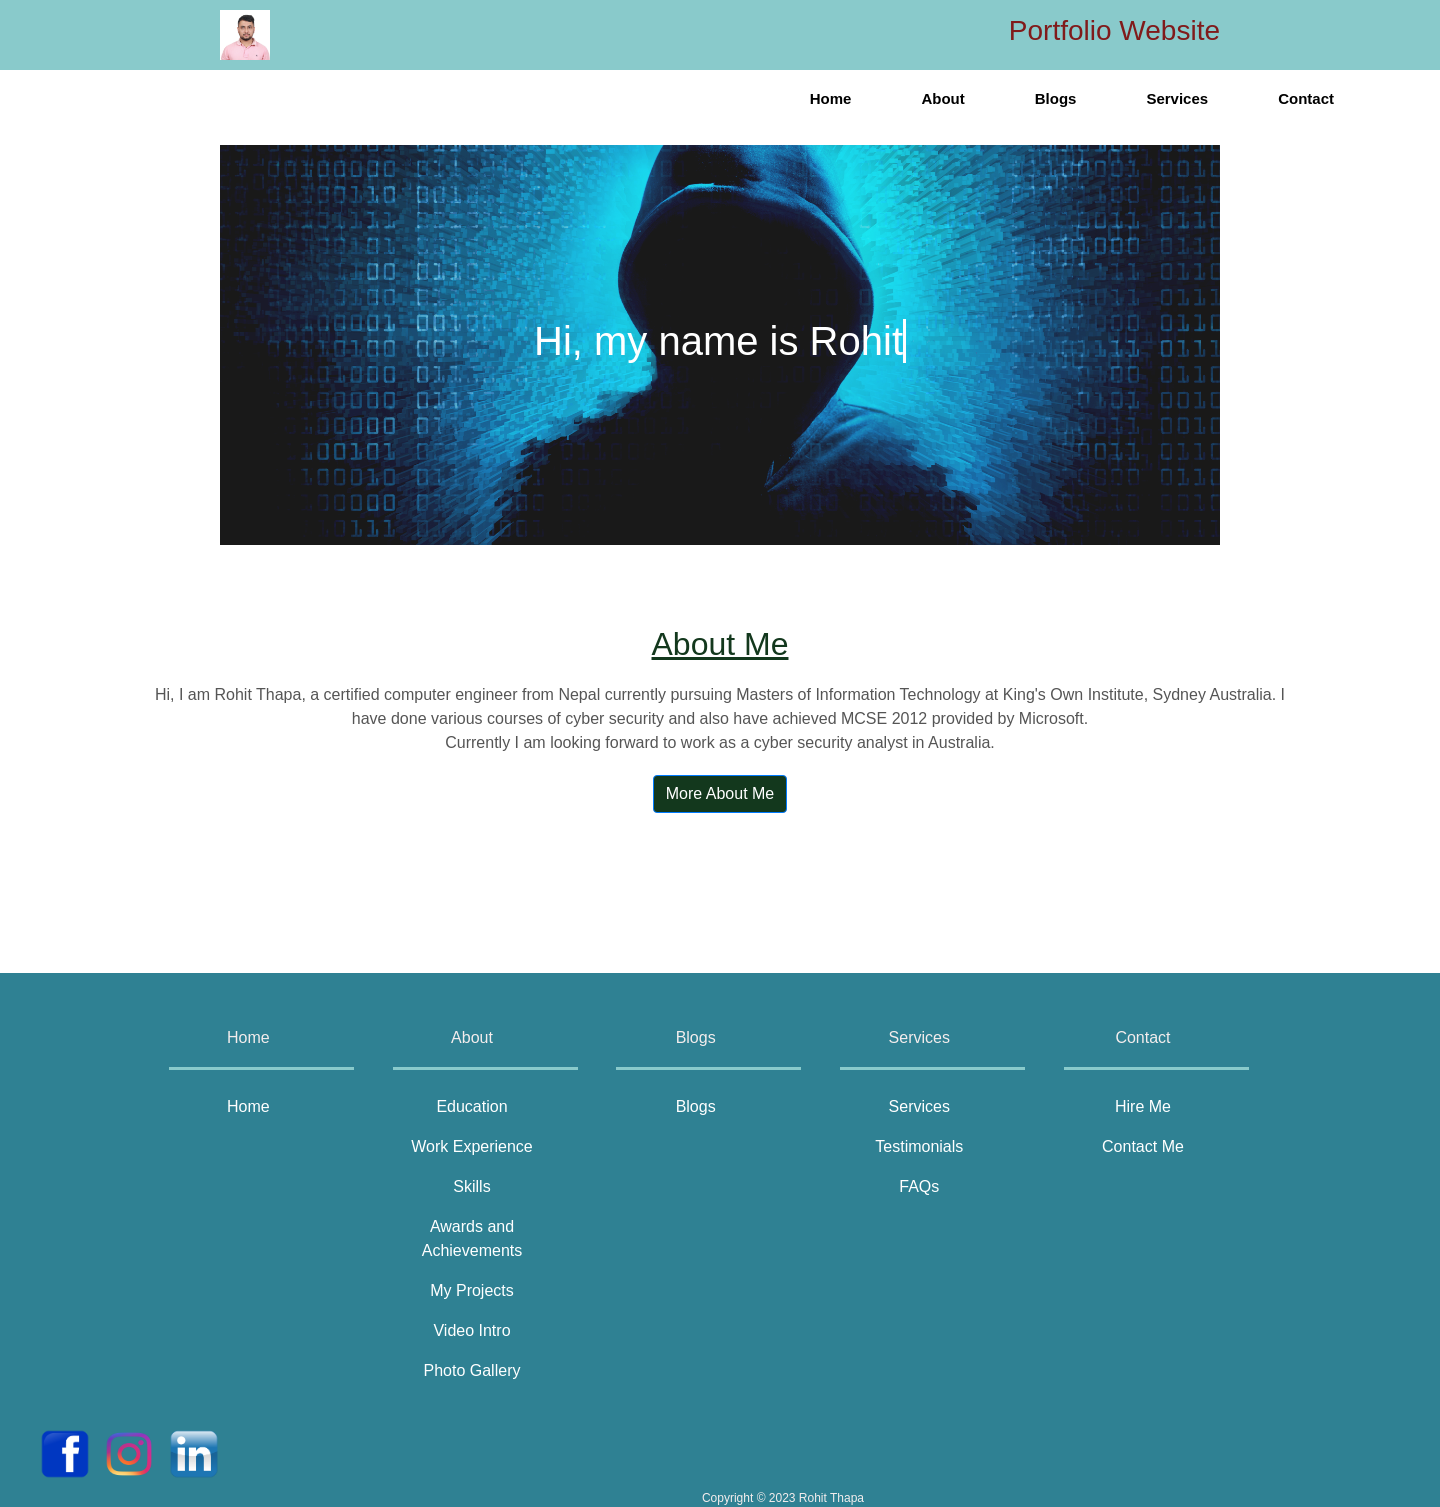 Portfolio Website
Home About Blogs Services Contact
Hi, my name is Rohit
About Me
Hi, I am Rohit Thapa, a certified computer engineer from Nepal currently pursuing Masters of Information Technology at King's Own Institute, Sydney Australia. I
have done various courses of cyber security and also have achieved MCSE 2012 provided by Microsoft.
Currently I am looking forward to work as a cyber security analyst in Australia.
More About Me
Home About Blogs Services Contact
Home Education Blogs Services Hire Me
Work Experience Testimonials Contact Me
Skills FAQs
Awards and
Achievements
My Projects
Video Intro
Photo Gallery
f in
Copyright © 2023 Rohit Thapa